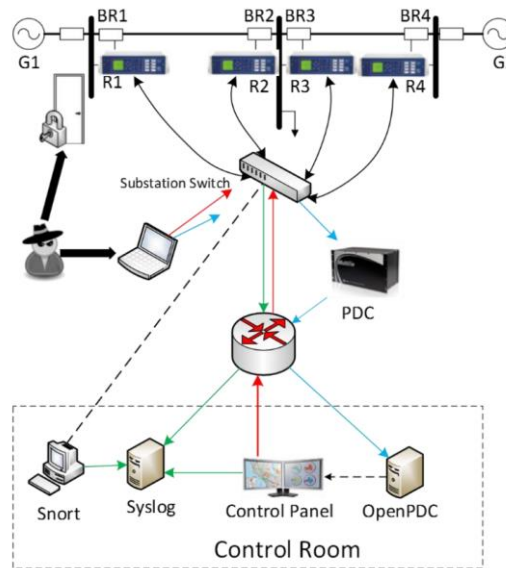 BR1
BR2
BR3
BR4
G1
G
R1
R2
R3
R4
Substation Switch
PDC
Snort
Syslog
Control Panel
OpenPDC
Control Room